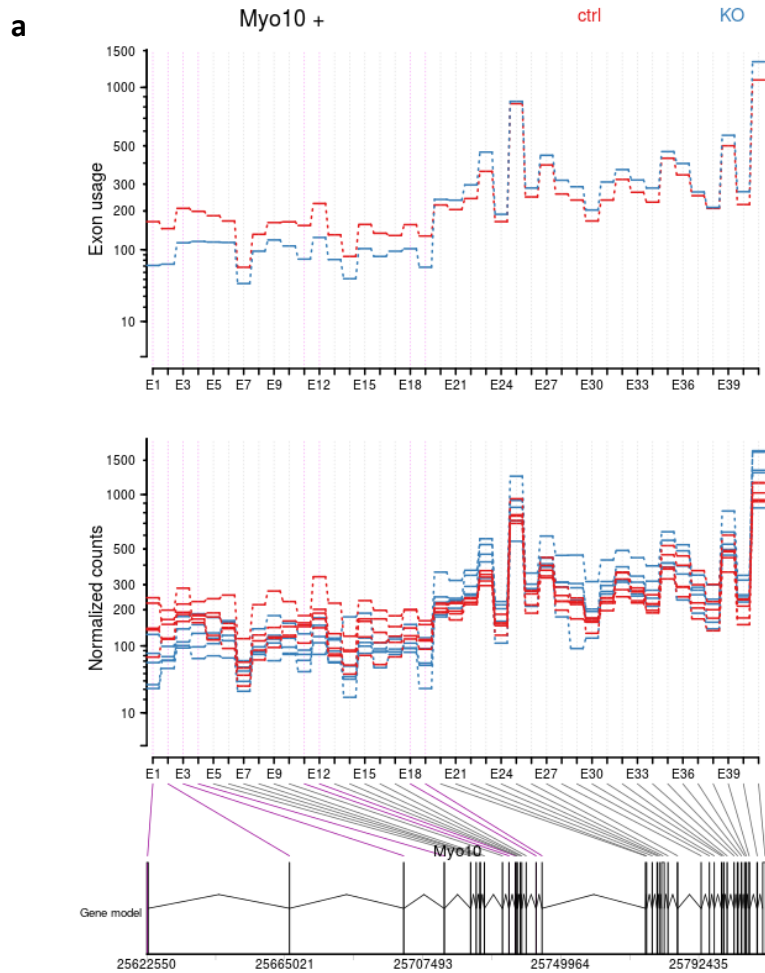 a
Myo10 +
ctrl
KO
1500
1000
500
300
200
100
10
Exon usage
E1 E3 E5 E7 E9 E12 E15 E18 E21 E24 E27 E30 E33 E36 E39
1500
1000
500
300
200
100
10
Normalized counts
E1 E3 E5 E7 E9 E12 E15 E18 E21 E24 E27 E30 E33 E36 E39
Myo10
Gene model
25622550 25665021 25707493 25749964 25792435